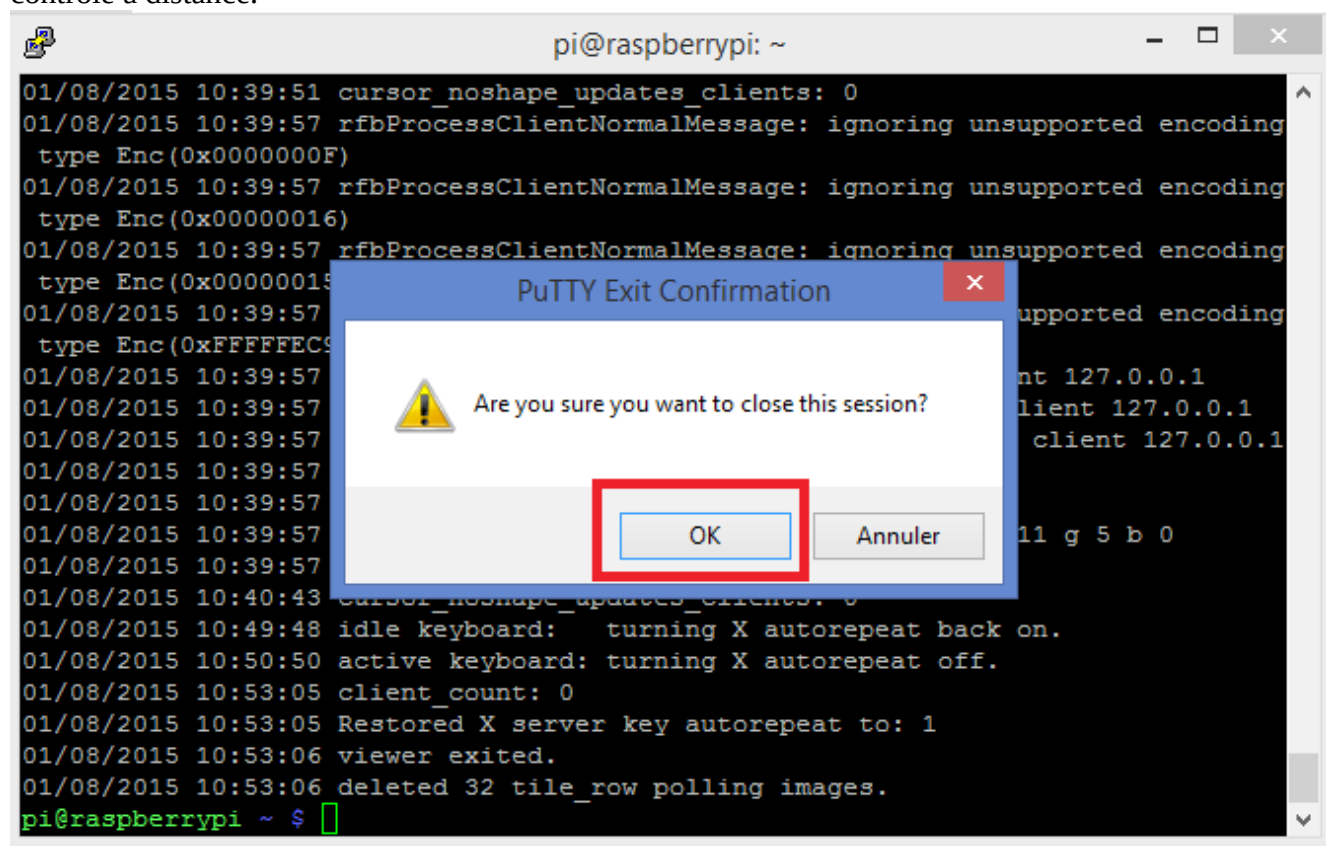 controle à distance.
pi@raspberrypi: ~
01/08/2015 10:39:51 cursor_noshape_updates_clients: 0
01/08/2015 10:39:57 rfbProcessClientNormalMessage: ignoring unsupported encoding
type Enc(0x0000000F)
01/08/2015 10:39:57 rfbProcessClientNormalMessage: ignoring unsupported encoding
type Enc(0x00000016)
01/08/2015 10:39:57 rfbProcessClientNormalMessage: ignoring unsupported encoding
type Enc(0x00000015
01/08/2015 10:39:57 upported encoding
type Enc(0xFFFFFEC9
01/08/2015 10:39:57 nt 127.0.0.1
01/08/2015 10:39:57 lient 127.0.0.1
01/08/2015 10:39:57 client 127.0.0.1
01/08/2015 10:39:57
01/08/2015 10:39:57
01/08/2015 10:39:57 11 g 5 b 0
01/08/2015 10:39:57
01/08/2015 10:40:43 cursor_noshape_updates_clients: 0
01/08/2015 10:49:48 idle keyboard: turning X autorepeat back on.
01/08/2015 10:50:50 active keyboard: turning X autorepeat off.
01/08/2015 10:53:05 client_count: 0
01/08/2015 10:53:05 Restored X server key autorepeat to: 1
01/08/2015 10:53:06 viewer exited.
01/08/2015 10:53:06 deleted 32 tile_row polling images.
pi@raspberrypi ~ $
PuTTY Exit Confirmation
Are you sure you want to close this session?
OK
Annuler